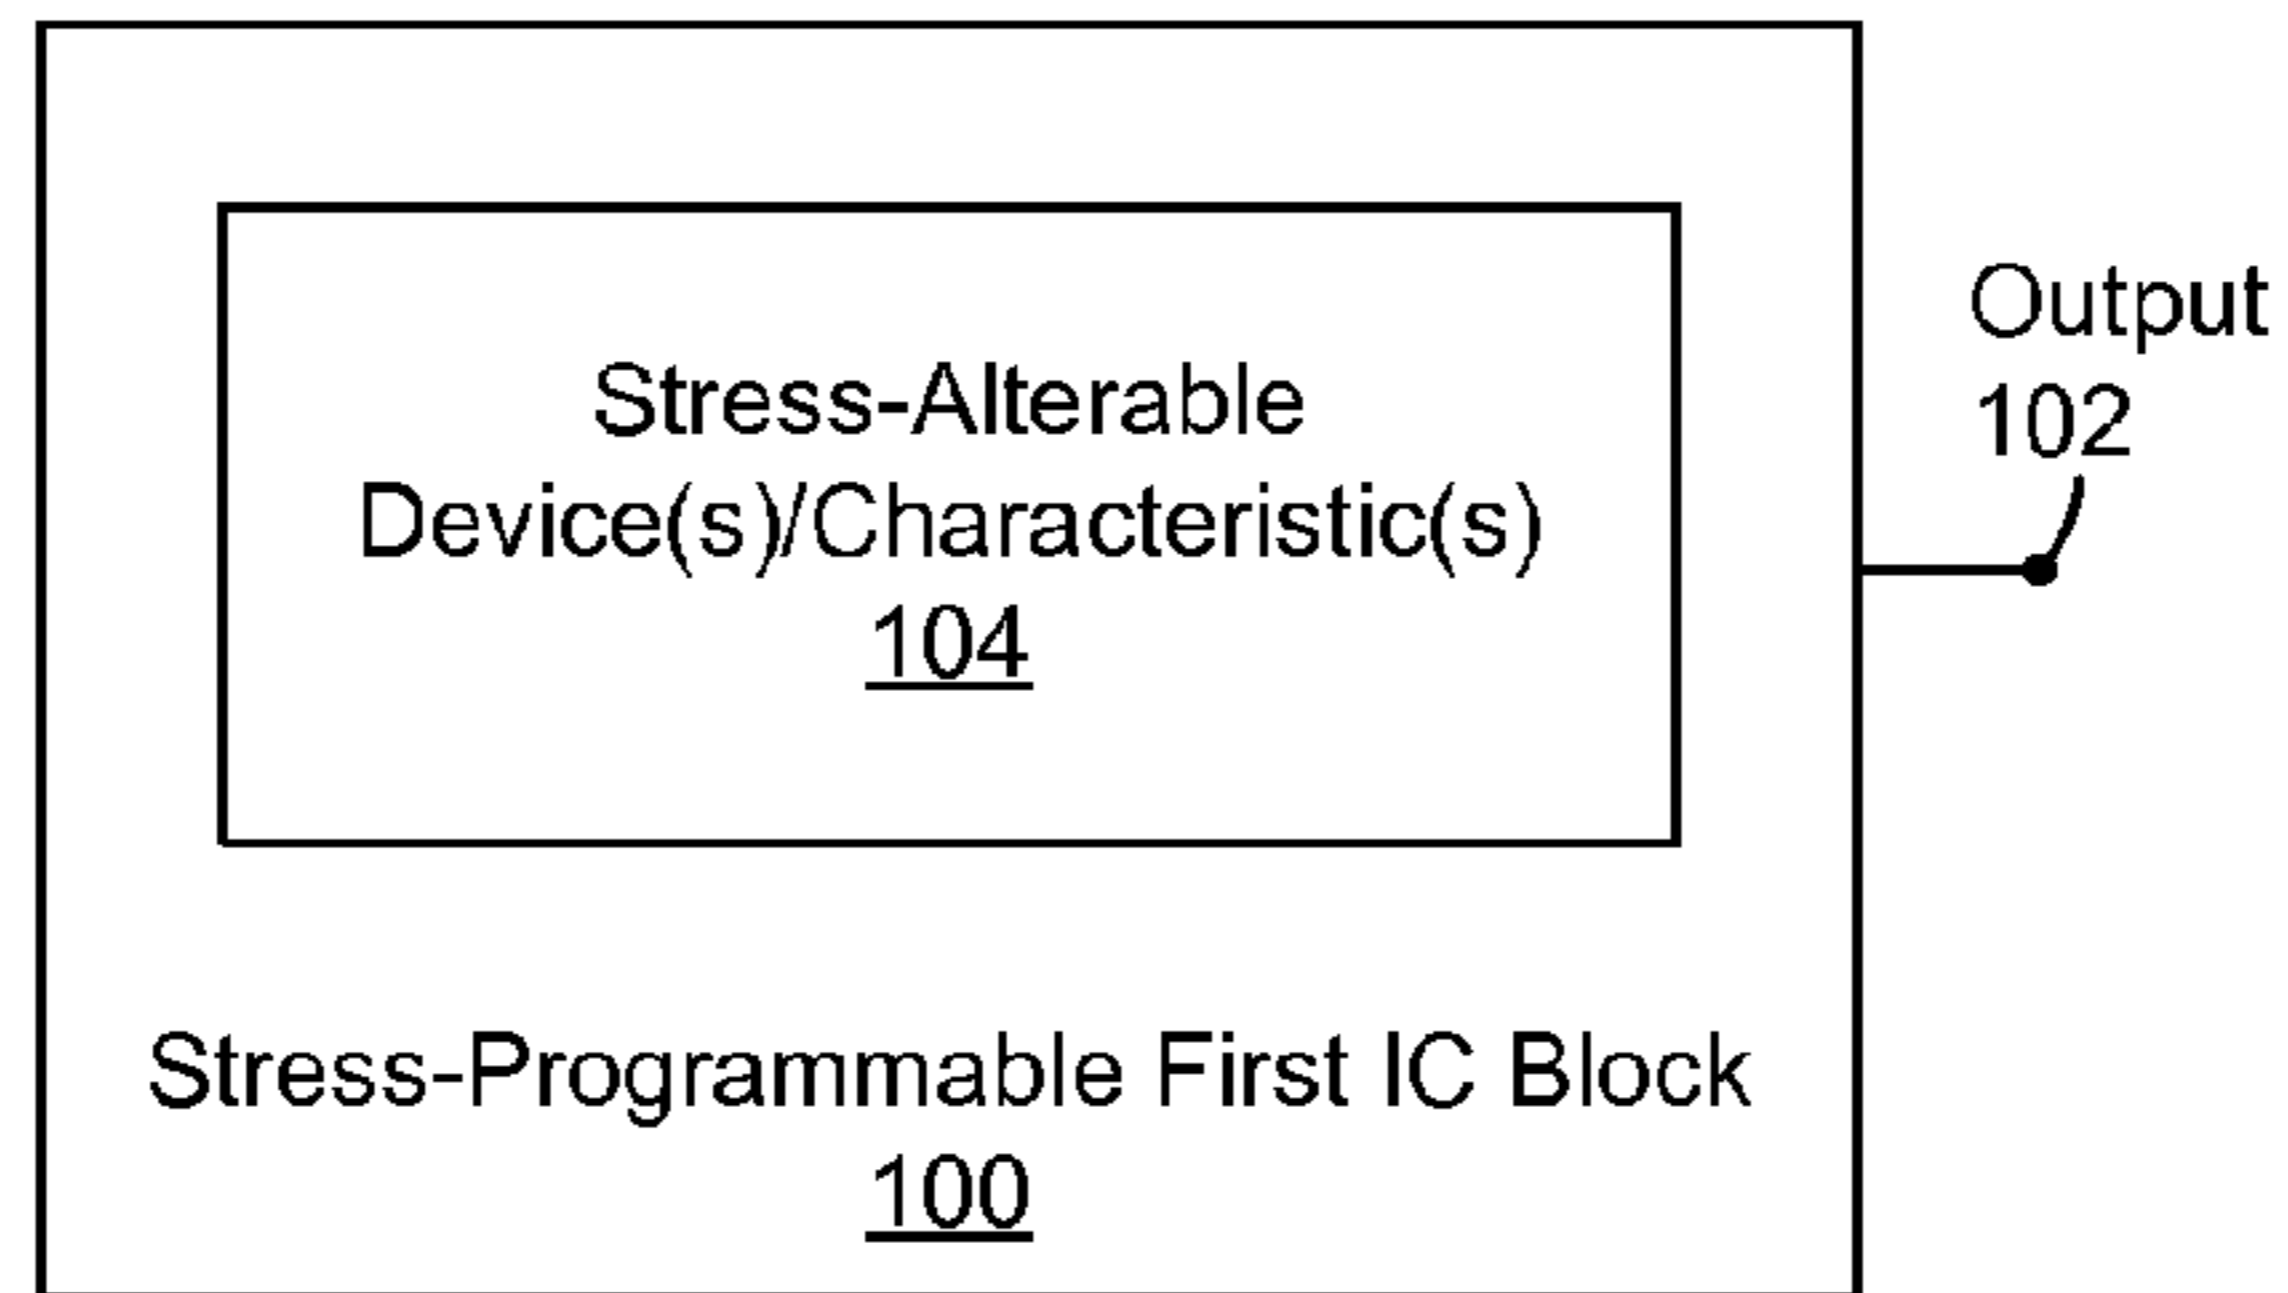 Output
102
Stress-Alterable
Device(s)/Characteristic(s)
104
Stress-Programmable First IC Block
100